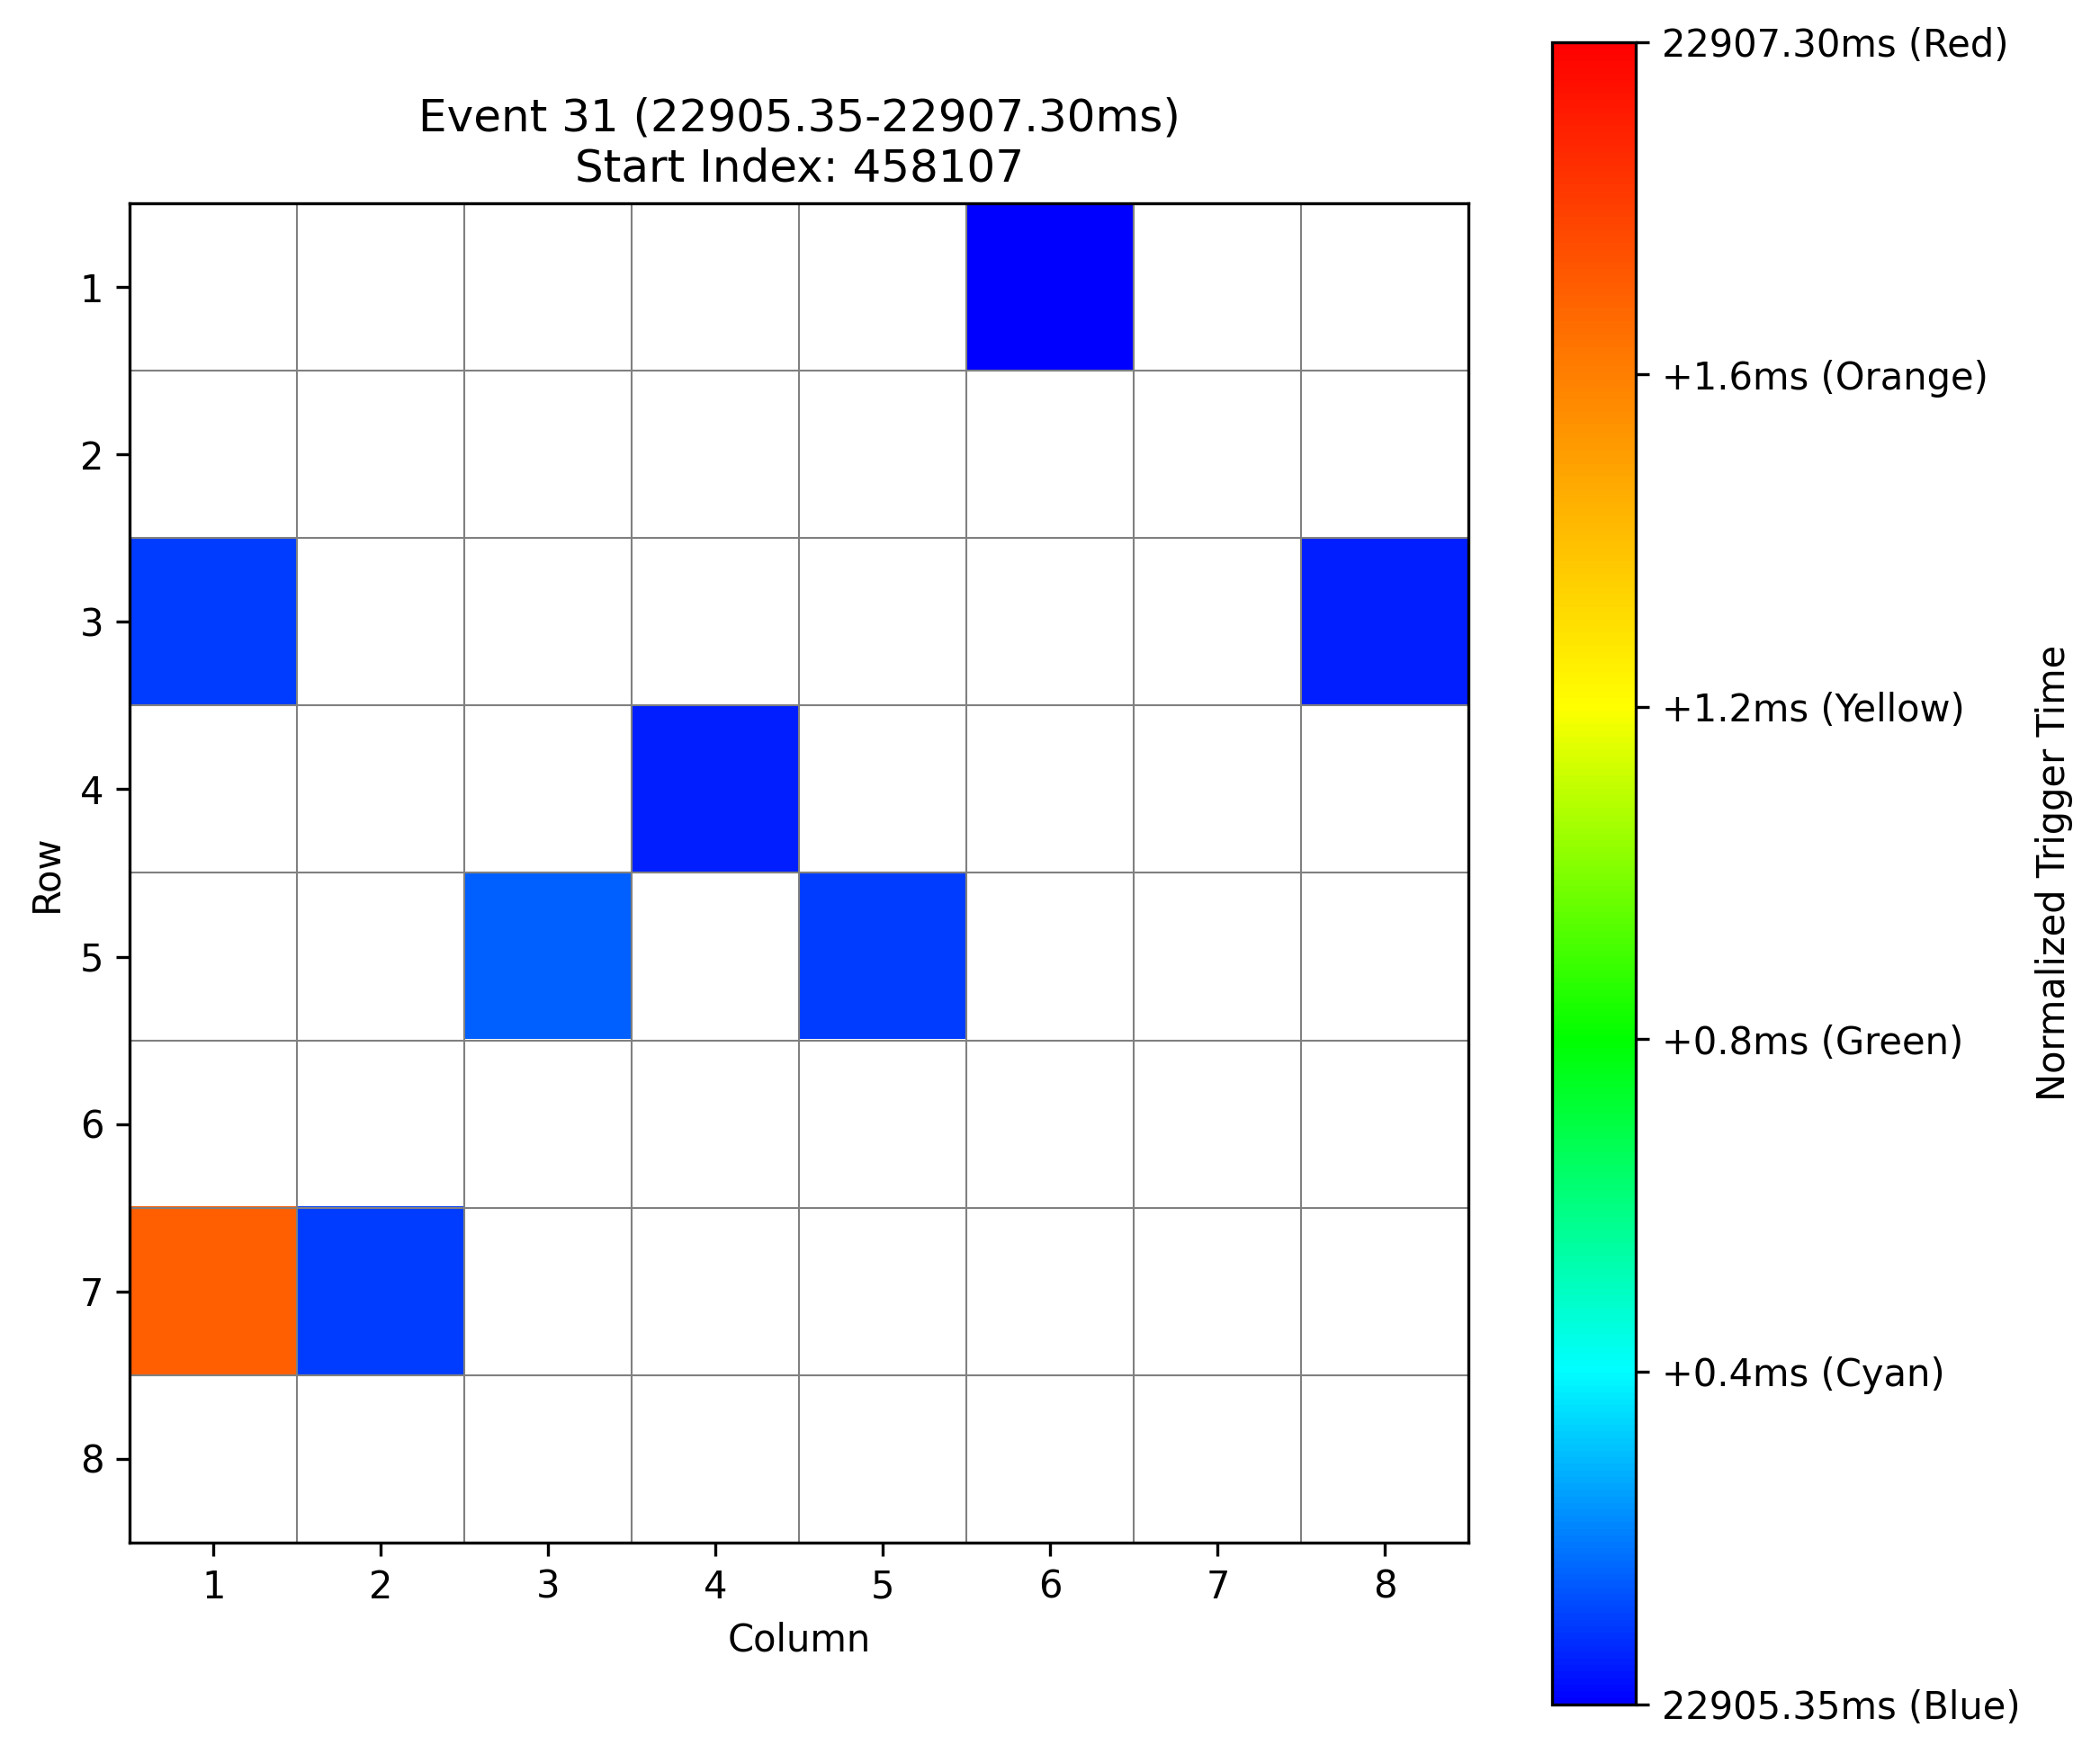 Event 31 (22905.35-22907.30ms)
Start Index: 458107
1
2
3
4
5
6
7
8
Row
1 2 3 4 5 6 7 8
Column
22907.30ms (Red)
+1.6ms (Orange)
+1.2ms (Yellow)
+0.8ms (Green)
+0.4ms (Cyan)
22905.35ms (Blue)
Normalized Trigger Time